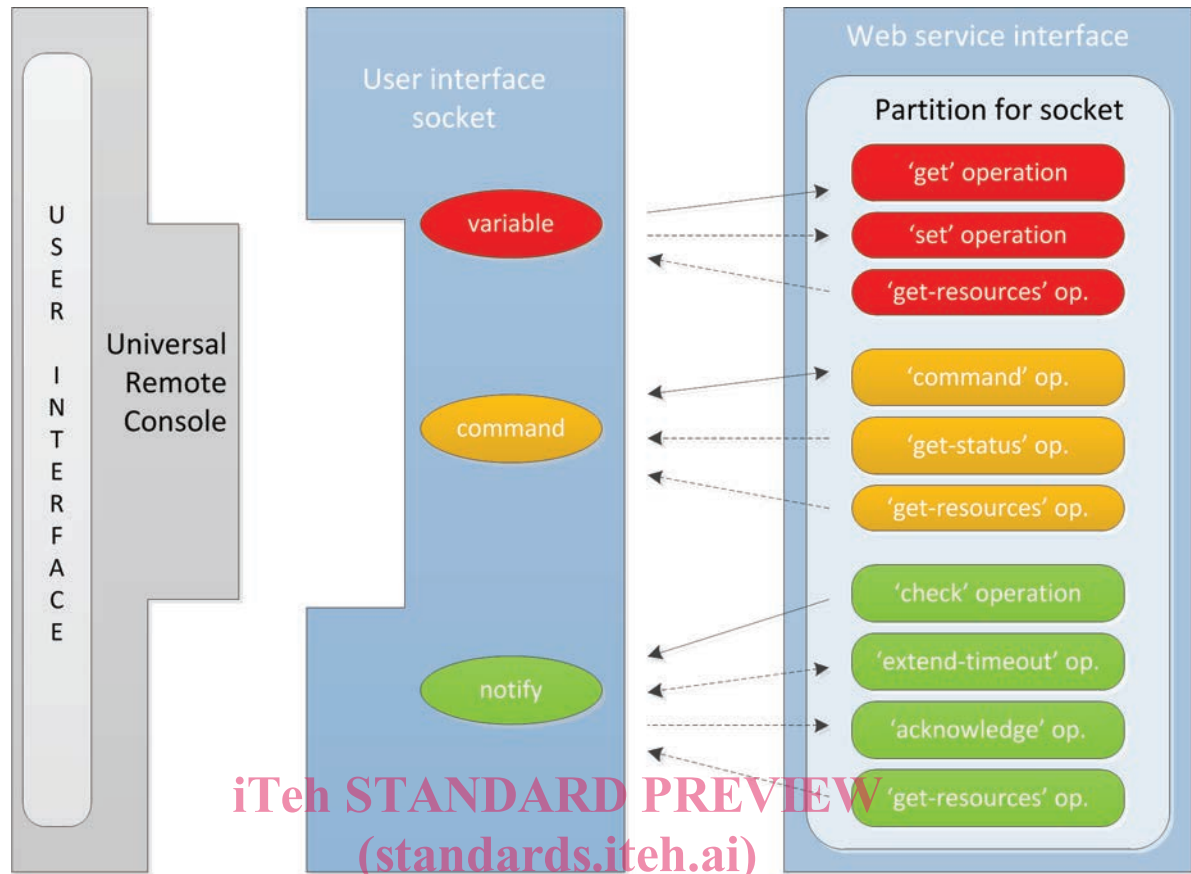 USER INTERFACE
Universal
Remote
Console
User interface
socket
variable
command
notify
Web service interface
Partition for socket
‘get’ operation
‘set’ operation
‘get-resources’ op.
‘command’ op.
‘get-status’ op.
‘get-resources’ op.
‘check’ operation
‘extend-timeout’ op.
‘acknowledge’ op.
‘get-resources’ op.
iTeh STANDARD PREVIEW
(standards.iteh.ai)